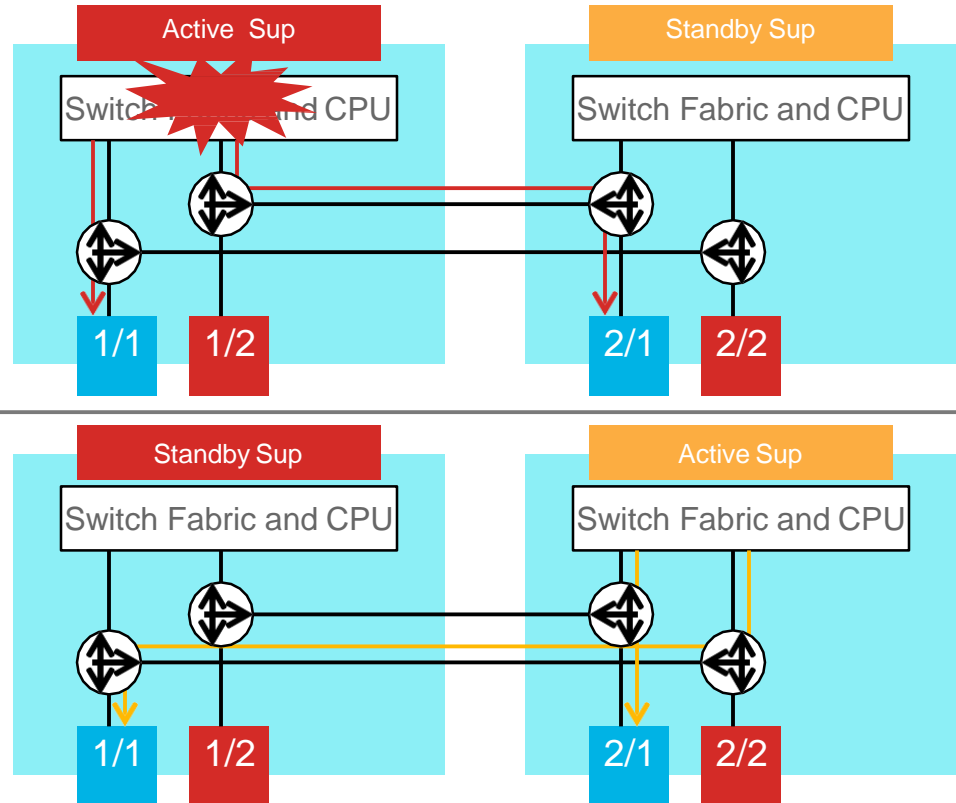 Active Sup
Standby Sup
Switch and CPU
Switch Fabric and CPU
1/1
1/2
2/1
2/2
Standby Sup
Active Sup
Switch Fabric and CPU
Switch Fabric and CPU
1/1
1/2
2/1
2/2